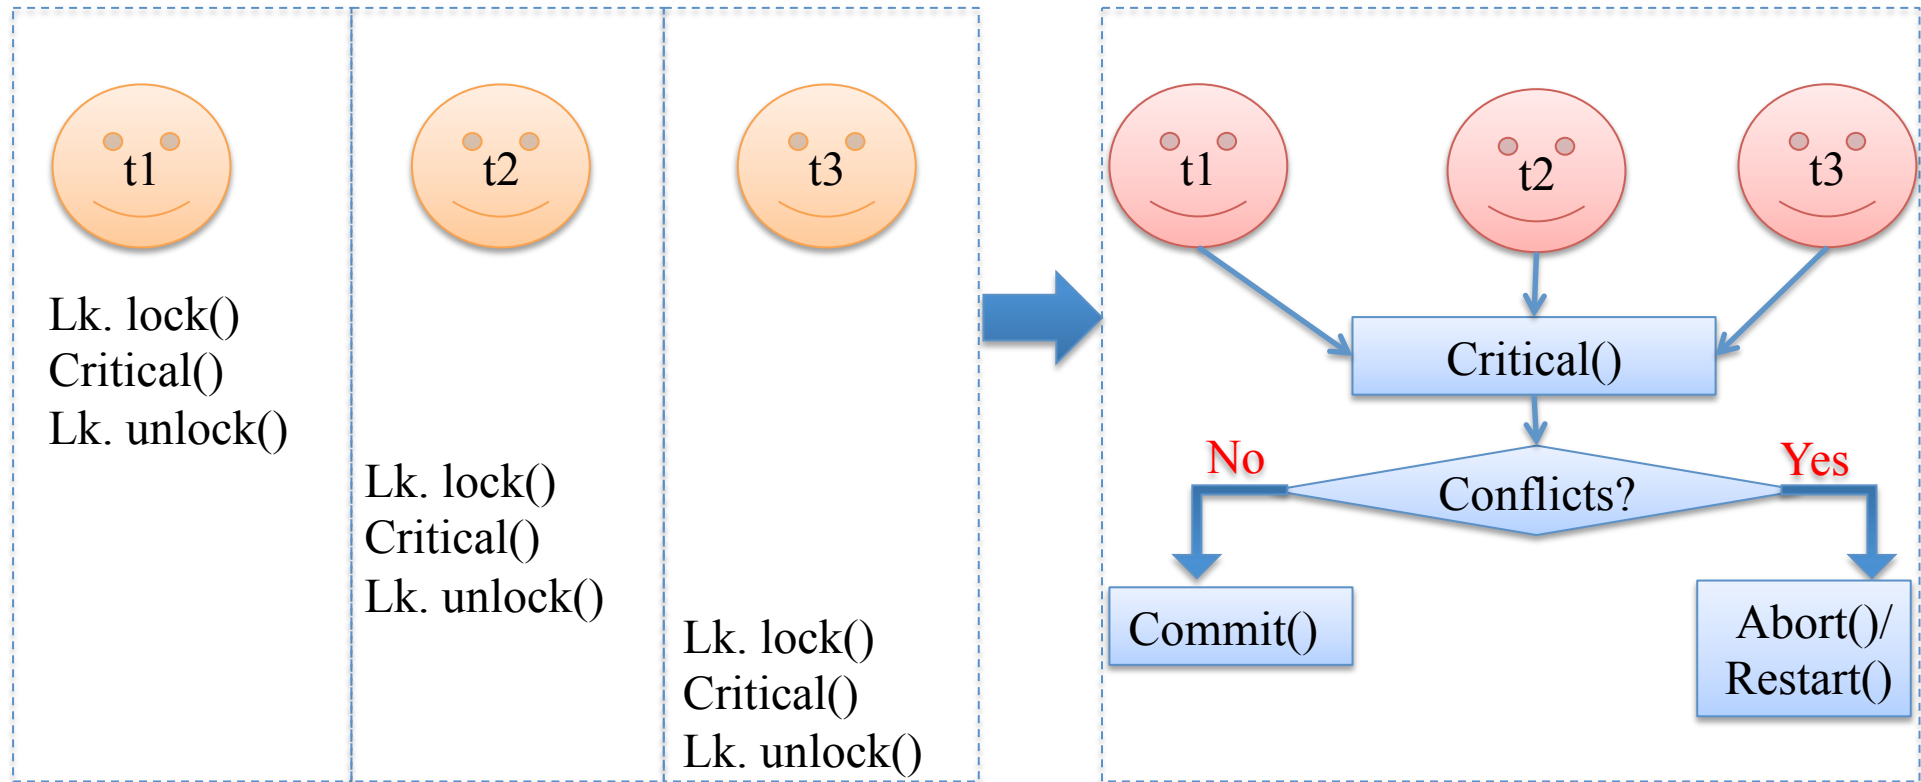 t1
t2
t3
Lk. lock()
Critical()
Lk. unlock()
Lk. lock()
Critical()
Lk. unlock()
Lk. lock()
Critical()
Lk. unlock()
t1
t2
t3
Critical()
No
Yes
Conflicts?
Commit()
Abort()/
Restart()